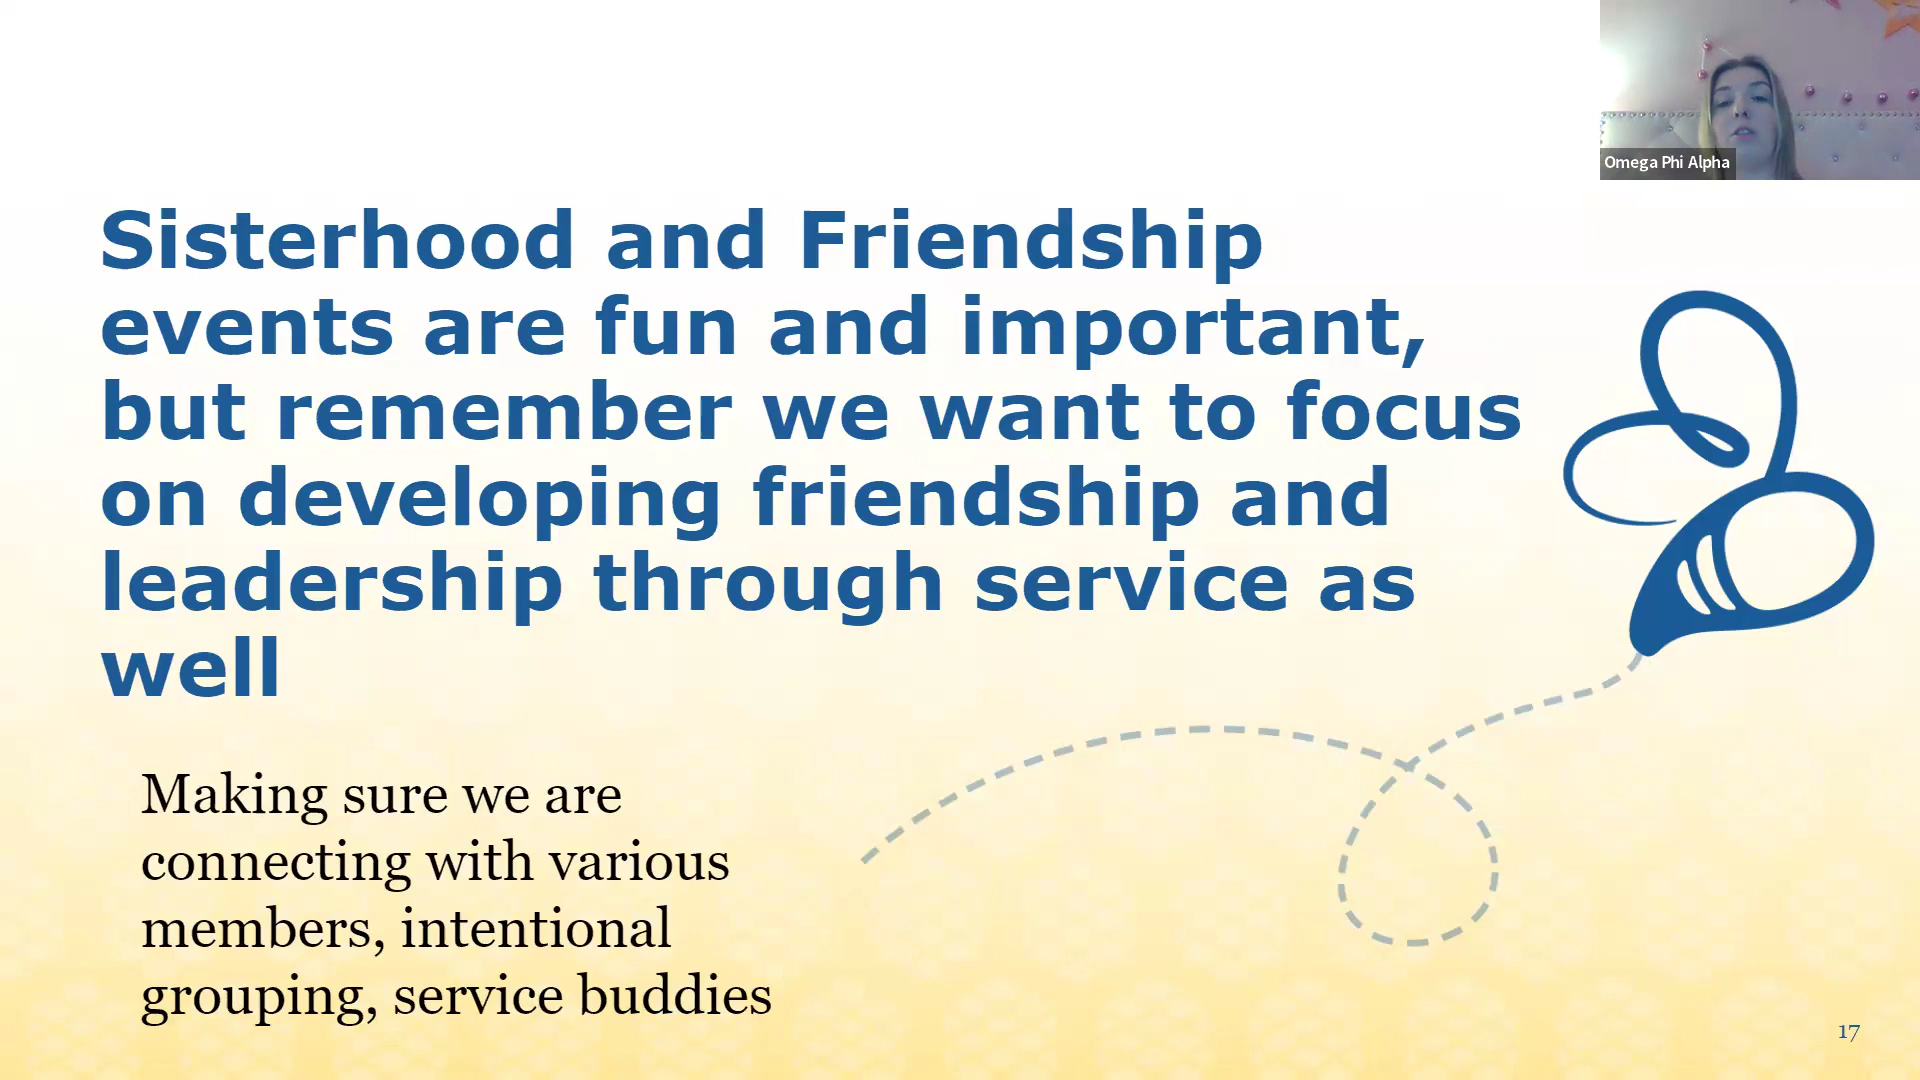 Omega Phi Alpha
Sisterhood and Friendship
events are fun and important,
but remember we want to focus
on developing friendship and
leadership through service as
well
Making sure we are
connecting with various
members, intentional
grouping, service buddies
17